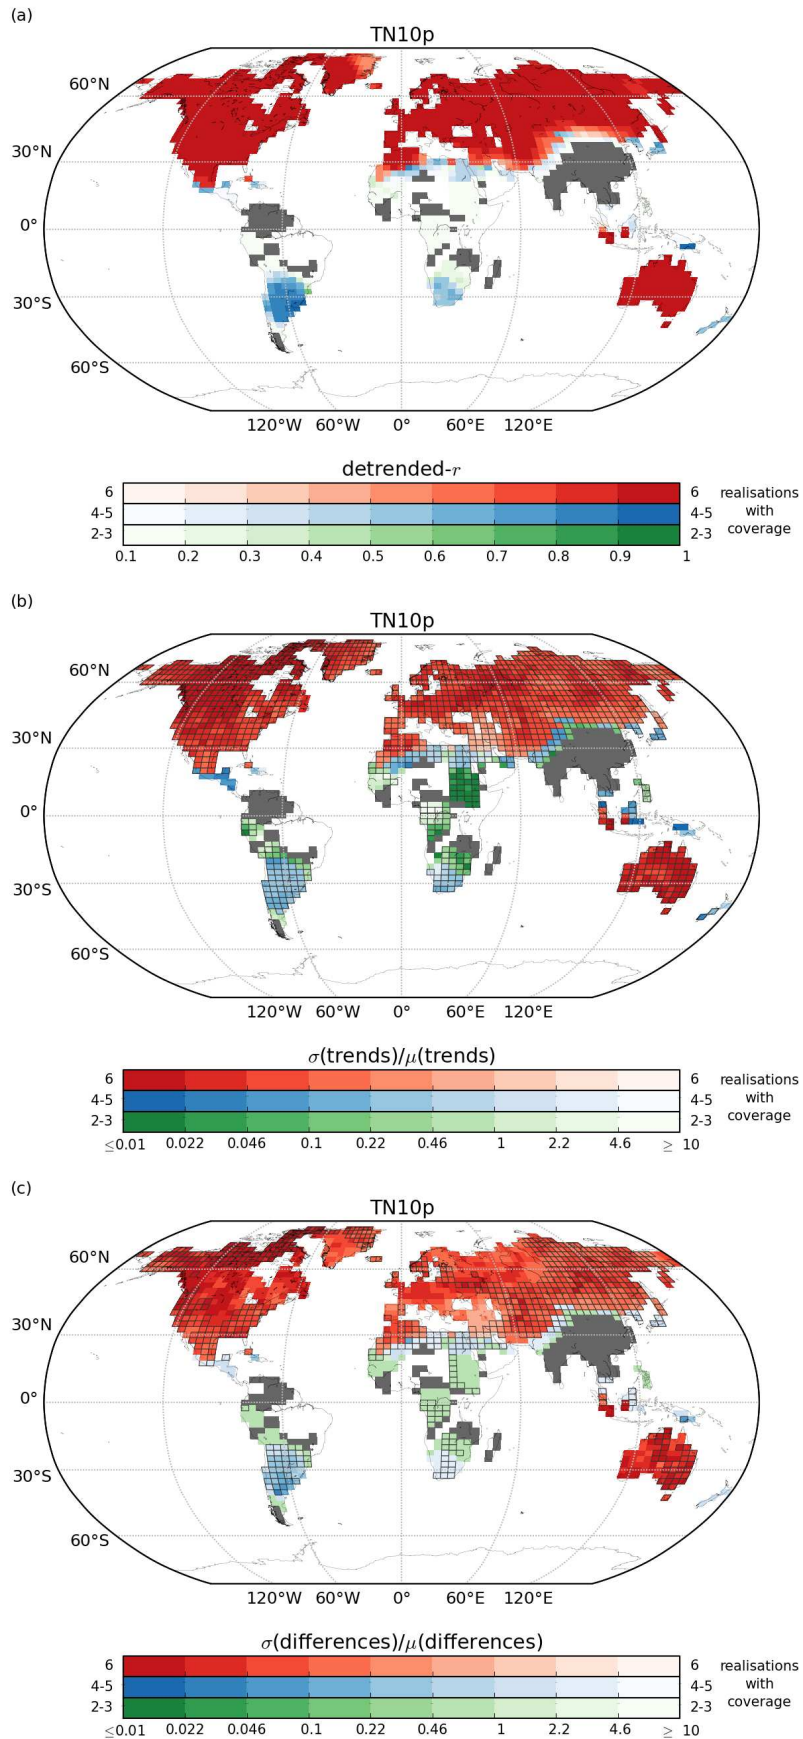 (a)
TN10p
60°N
30°N
0°
30°S
60°S
120°W 60°W 0° 60°E 120°E
detrended-r
6 6 realisations
4-5 4-5 with
2-3 2-3 coverage
0.1 0.2 0.3 0.4 0.5 0.6 0.7 0.8 0.9 1
(b)
TN10p
60°N
30°N
0°
30°S
60°S
120°W 60°W 0° 60°E 120°E
σ(trends)/μ(trends)
6 6 realisations
4-5 4-5 with
2-3 2-3 coverage
≤0.01 0.022 0.046 0.1 0.22 0.46 1 2.2 4.6 ≥ 10
(c)
TN10p
60°N
30°N
0°
30°S
60°S
120°W 60°W 0° 60°E 120°E
σ(differences)/μ(differences)
6 6 realisations
4-5 4-5 with
2-3 2-3 coverage
≤0.01 0.022 0.046 0.1 0.22 0.46 1 2.2 4.6 ≥ 10